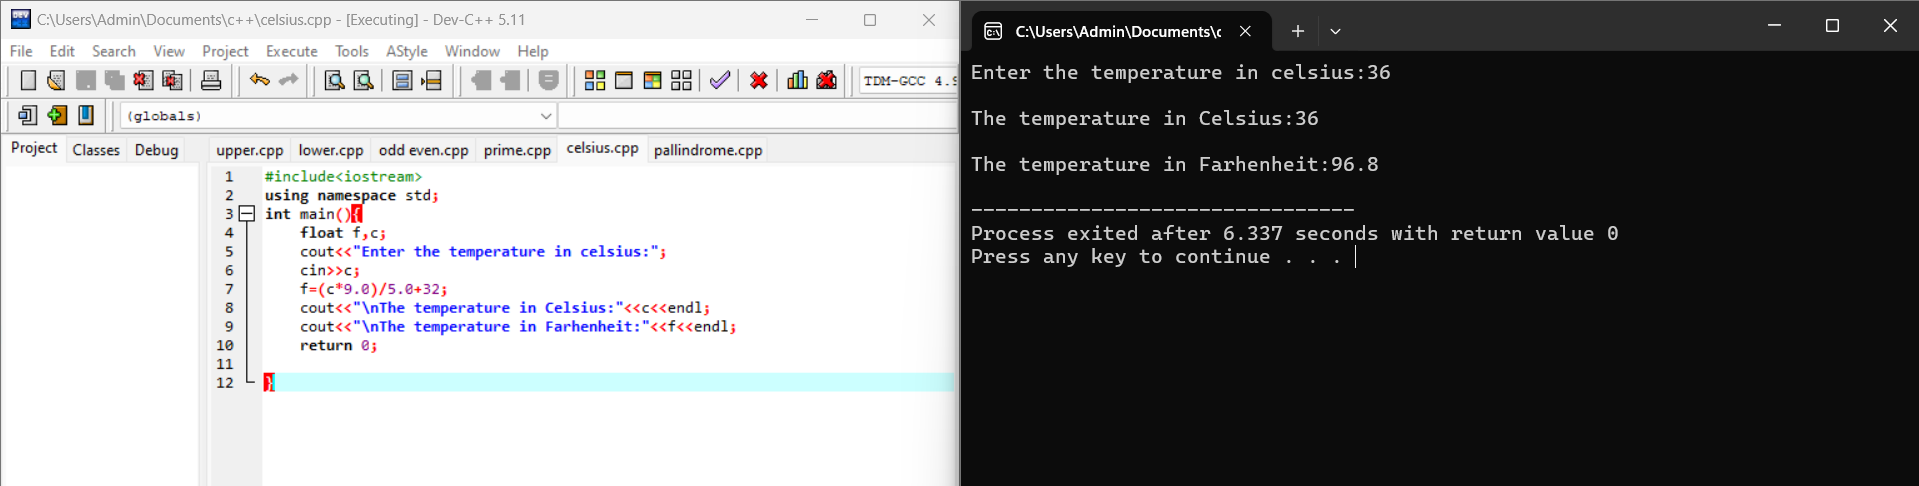 C:\Users\Admin\Documents\c++\celsius.cpp - [Executing] - Dev-C++ 5.11
File Edit Search View Project Execute Tools AStyle Window Help
TDM-GCC 4.9
(globals)
Project Classes Debug
upper.cpp lower.cpp odd even.cpp prime.cpp celsius.cpp pallindrome.cpp
1 #include<iostream>
2 using namespace std;
3 int main(){
4 float f,c;
5 cout<<"Enter the temperature in celsius:";
6 cin>>c;
7 f=(c*9.0)/5.0+32;
8 cout<<"\nThe temperature in Celsius:"<<c<<endl;
9 cout<<"\nThe temperature in Farhenheit:"<<f<<endl;
10 return 0;
11
12 }
C:\Users\Admin\Documents\c
Enter the temperature in celsius:36
The temperature in Celsius:36
The temperature in Farhenheit:96.8
--------------------------------
Process exited after 6.337 seconds with return value 0
Press any key to continue . . .